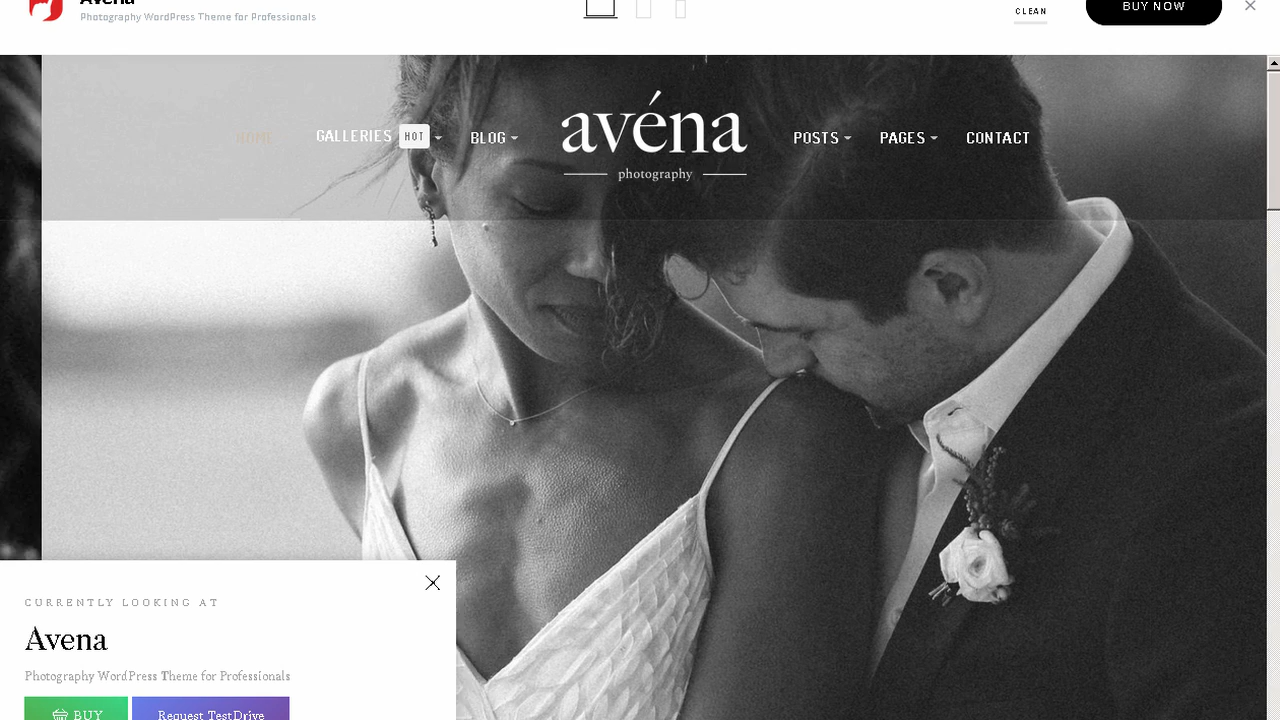 Avena
Photography WordPress Theme for Professionals
CLEAN
BUY NOW
HOME
GALLERIES HOT
BLOG
avéna
photography
POSTS
PAGES
CONTACT
CURRENTLY LOOKING AT
Avena
Photography WordPress Theme for Professionals
BUY
Request TestDrive